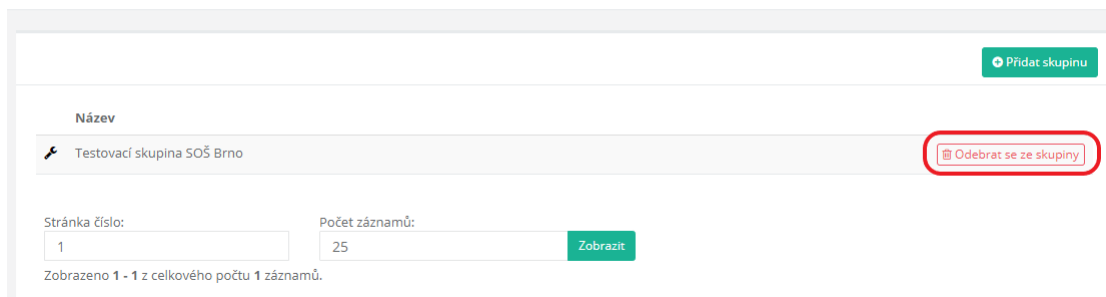 Přidat skupinu
Název
Testovací skupina SOŠ Brno
Odebrat se ze skupiny
Stránka číslo:
Počet záznamů:
1
25
Zobrazit
Zobrazeno 1 - 1 z celkového počtu 1 záznamů.